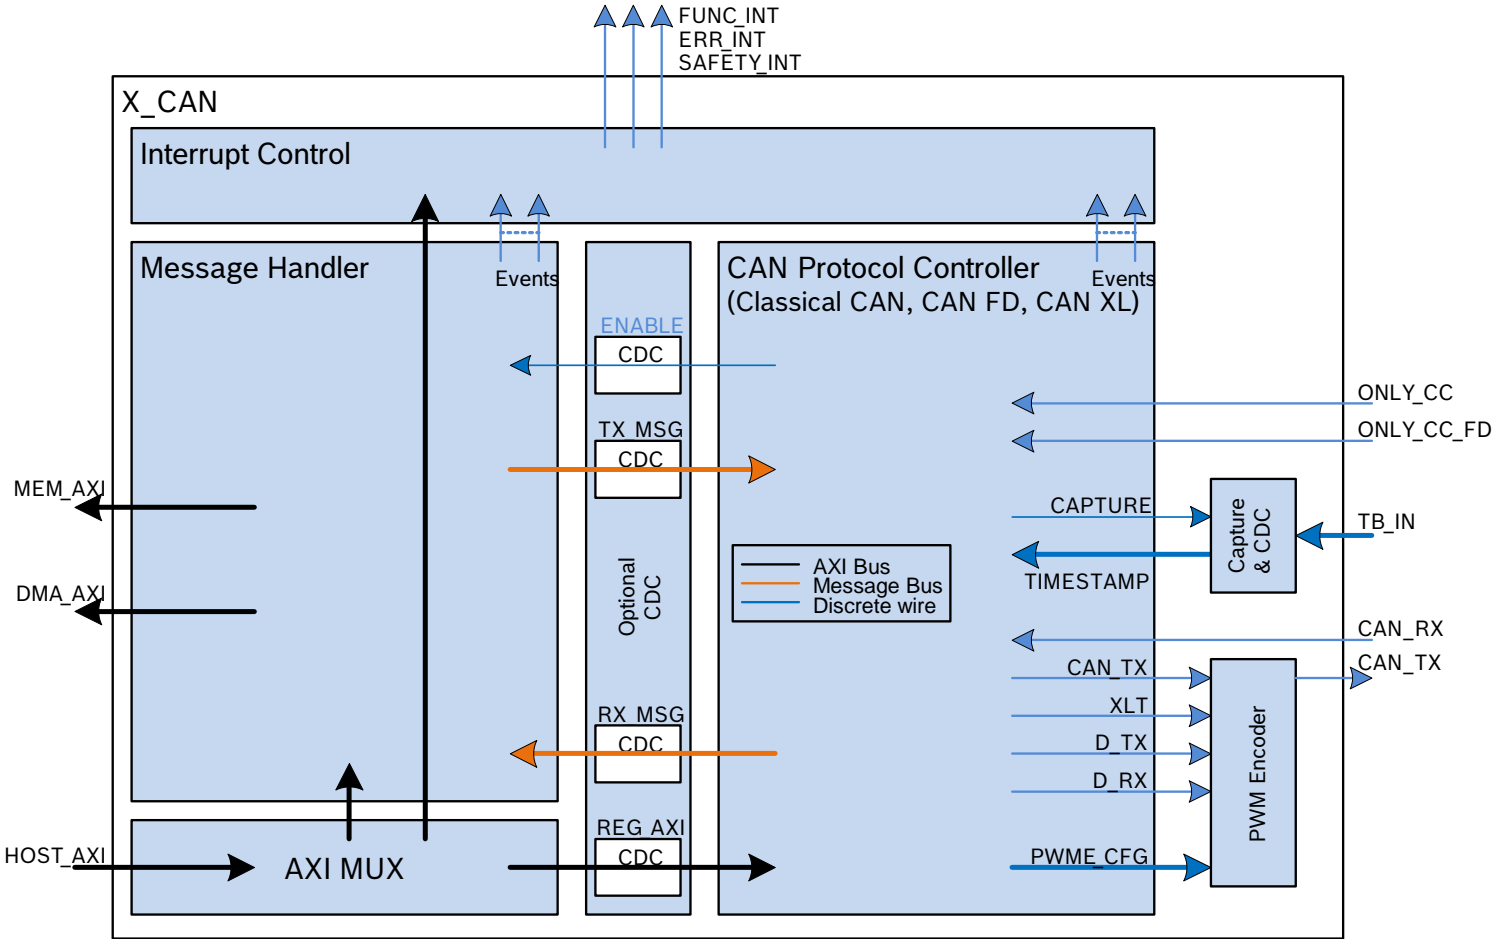 FUNC_INT
ERR_INT
SAFETY_INT
X_CAN
Interrupt Control
Message Handler
Events
CAN Protocol Controller
(Classical CAN, CAN FD, CAN XL)
Events
ENABLE
CDC
TX_MSG
CDC
Optional
CDC
RX_MSG
CDC
REG_AXI
CDC
MEM_AXI
DMA_AXI
HOST_AXI
AXI MUX
AXI Bus
Message Bus
Discrete wire
ONLY_CC
ONLY_CC_FD
CAPTURE
TIMESTAMP
Capture
& CDC
TB_IN
CAN_RX
CAN_TX
CAN_TX
XLT
D_TX
D_RX
PWME_CFG
PWM Encoder